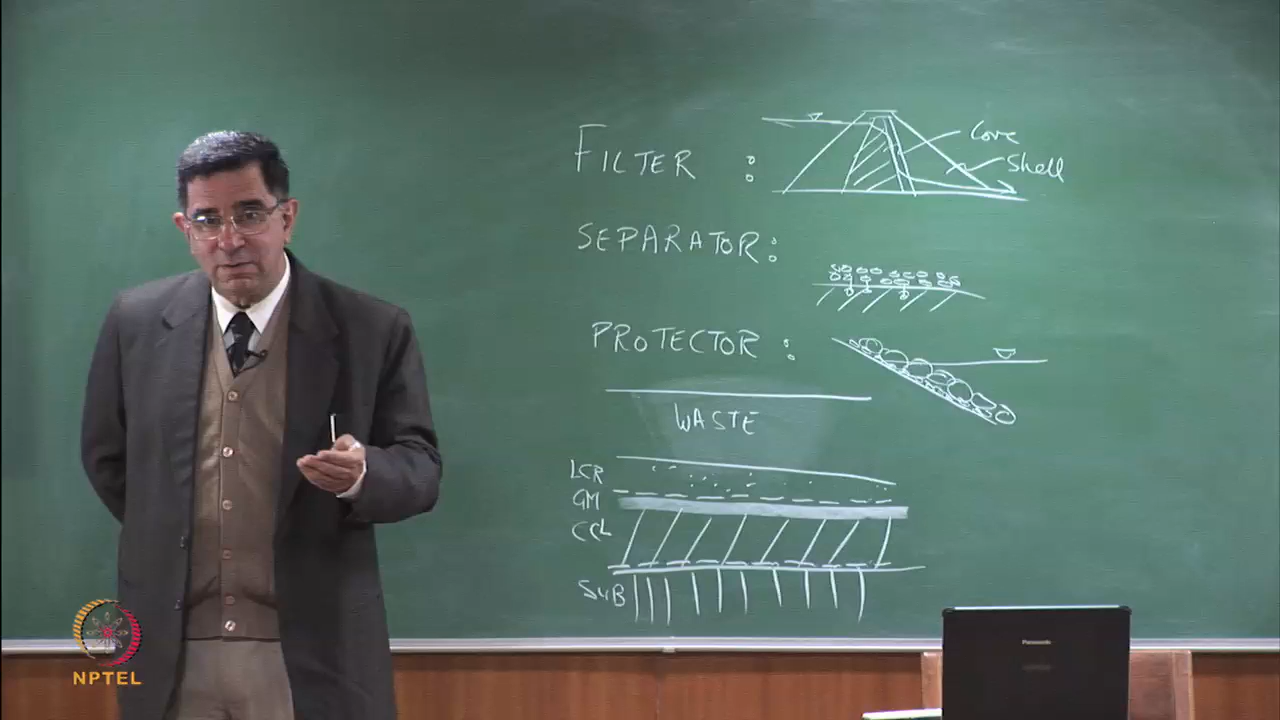 FILTER :
Core
Shell
SEPARATOR:
PROTECTOR :
WASTE
LCR
GM
CCL
SUB
Panasonic
NPTEL